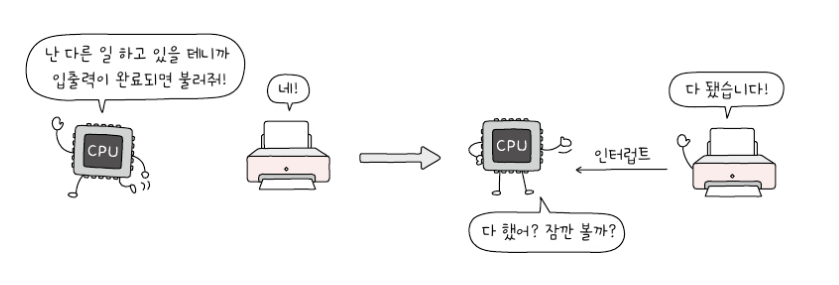 난 다른 일 하고 있을 테니까
입출력이 완료되면 불러줘!
CPU
네!
CPU
다 했어? 잠깐 볼까?
인터럽트
다 됐습니다!